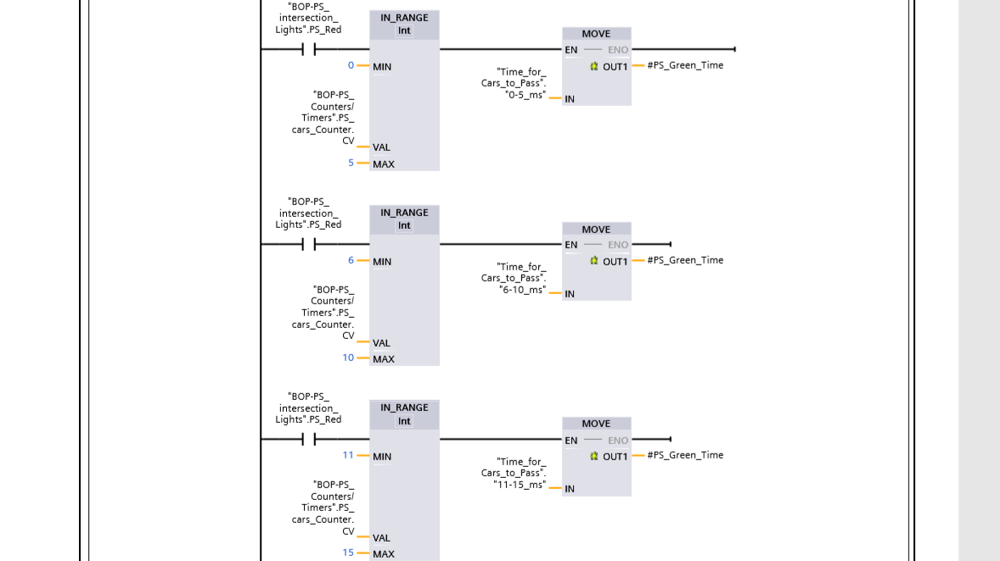 "BOP-PS_
intersection_
Lights".PS_Red
IN_RANGE
Int
MOVE
EN
ENO
0
MIN
"Time_for_
Cars_to_Pass".
"0-5_ms"
OUT1
#PS_Green_Time
"BOP-PS_
Counters/
Timers".PS_
cars_Counter.
CV
IN
VAL
5
MAX
"BOP-PS_
intersection_
Lights".PS_Red
IN_RANGE
Int
MOVE
EN
ENO
6
MIN
"Time_for_
Cars_to_Pass".
"6-10_ms"
OUT1
#PS_Green_Time
"BOP-PS_
Counters/
Timers".PS_
cars_Counter.
CV
IN
VAL
10
MAX
"BOP-PS_
intersection_
Lights".PS_Red
IN_RANGE
Int
MOVE
EN
ENO
11
MIN
"Time_for_
Cars_to_Pass".
"11-15_ms"
OUT1
#PS_Green_Time
"BOP-PS_
Counters/
Timers".PS_
cars_Counter.
CV
IN
VAL
15
MAX